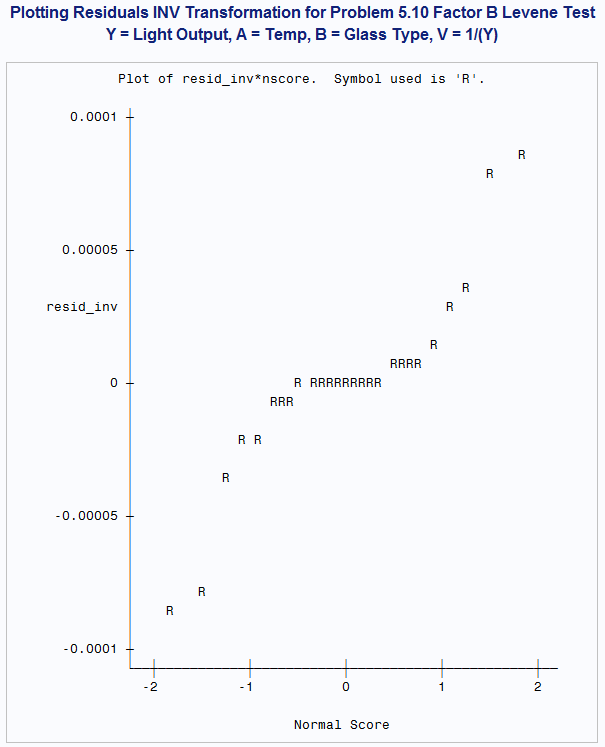 Plotting Residuals INV Transformation for Problem 5.10 Factor B Levene Test
Y = Light Output, A = Temp, B = Glass Type, V = 1/(Y)
Plot of resid_inv*nscore.  Symbol used is 'R'.
0.0001
R
R
0.00005
R
resid_inv
R
R
RRRR
0
R RRRRRRRRR
RRR
R R
R
-0.00005
R
R
-0.0001
-2 -1 0 1 2
Normal Score